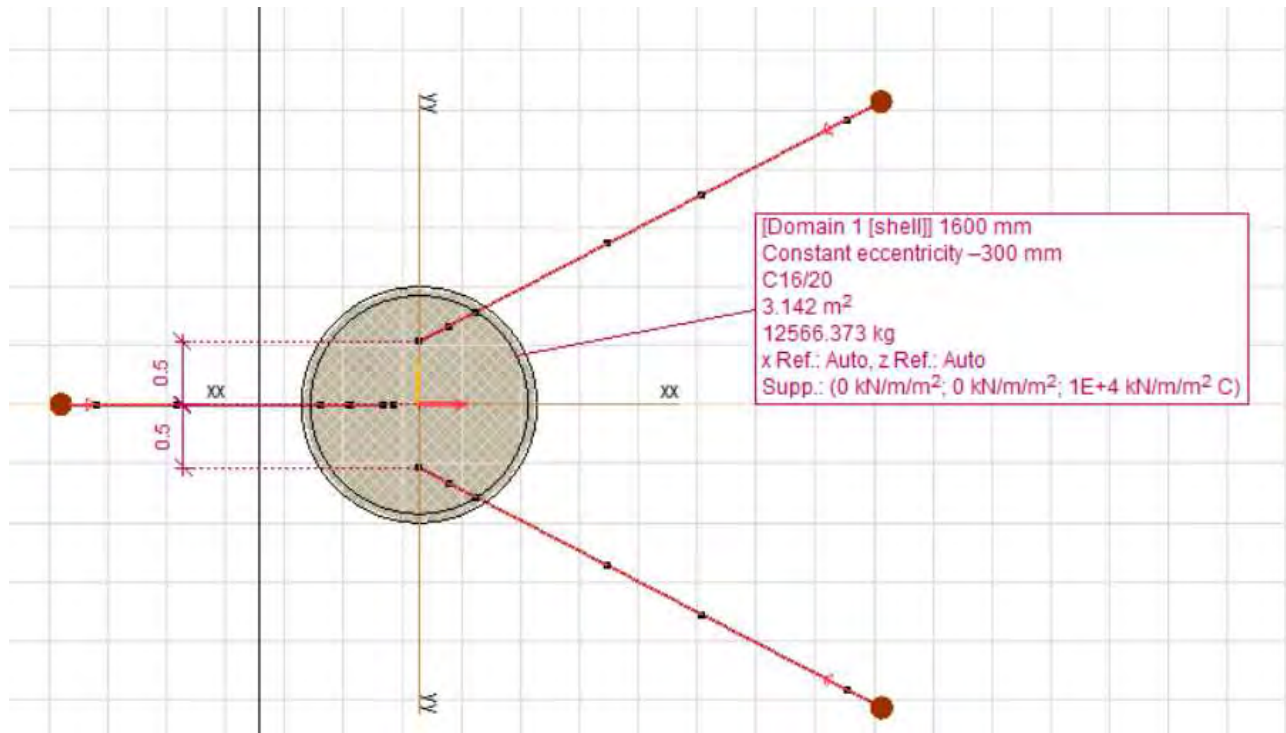 YY
[Domain 1 [shell]] 1600 mm
Constant eccentricity –300 mm
C16/20
3.142 m²
12566.373 kg
x Ref.: Auto, z Ref.: Auto
Supp.: (0 kN/m/m²; 0 kN/m/m²; 1E+4 kN/m/m² C)
0.5
XX
XX
0.5
YY